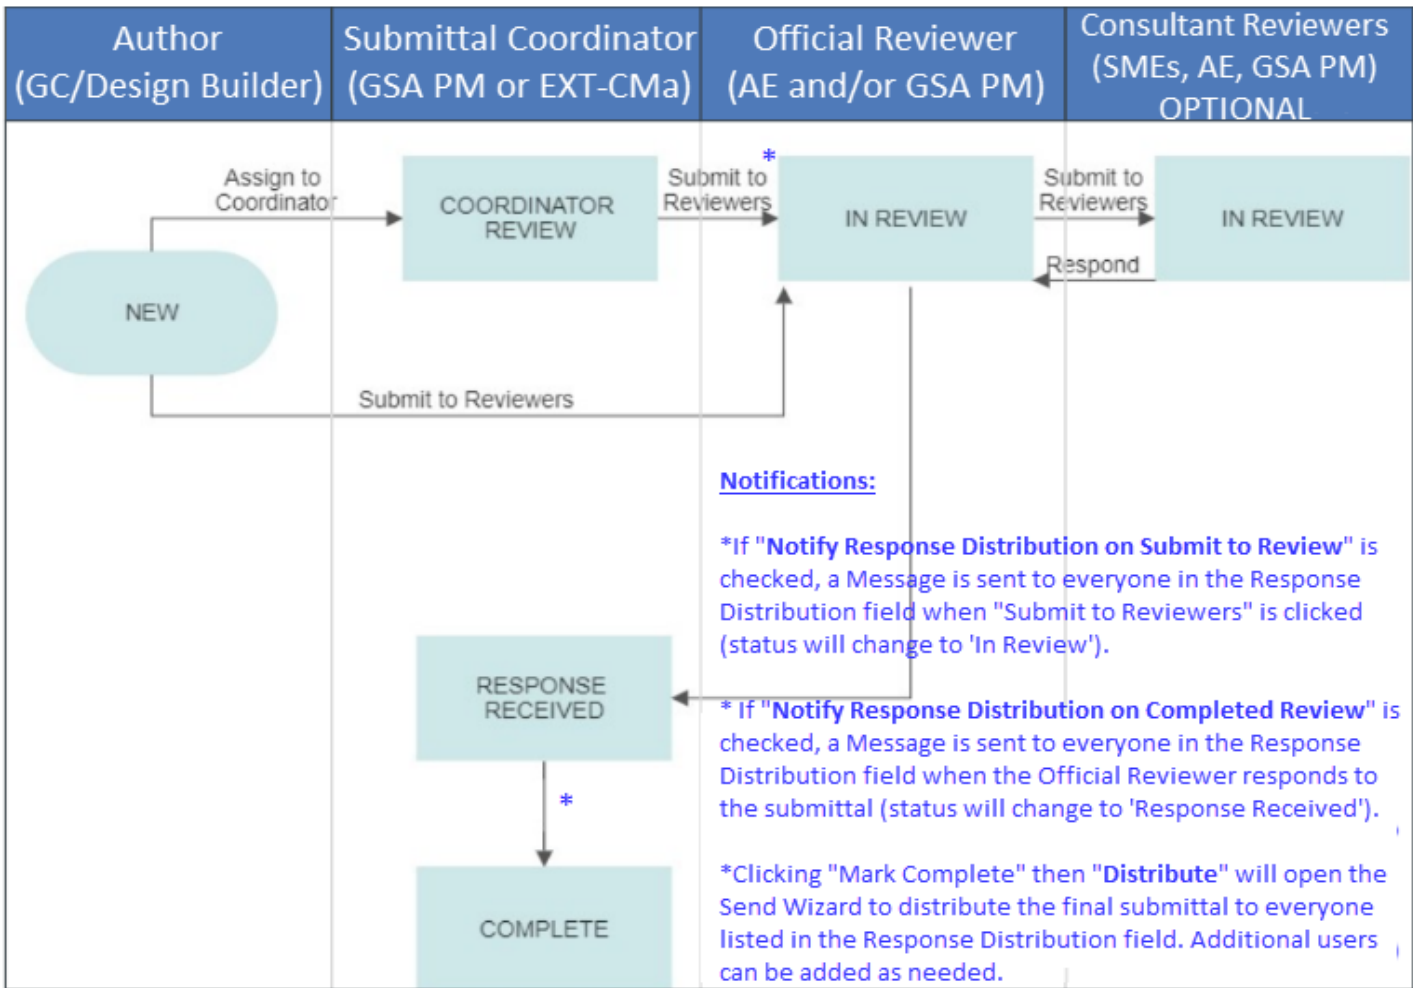 Author
(GC/Design Builder)
Submittal Coordinator
(GSA PM or EXT-CMa)
Official Reviewer
(AE and/or GSA PM)
Consultant Reviewers
(SMEs, AE, GSA PM)
OPTIONAL
*
Assign to
Coordinator
COORDINATOR
REVIEW
Submit to
Reviewers
IN REVIEW
Submit to
Reviewers
IN REVIEW
Respond
NEW
Submit to Reviewers
Notifications:
*If "Notify Response Distribution on Submit to Review" is
checked, a Message is sent to everyone in the Response
Distribution field when "Submit to Reviewers" is clicked
(status will change to 'In Review').
RESPONSE
RECEIVED
* If "Notify Response Distribution on Completed Review" is
checked, a Message is sent to everyone in the Response
Distribution field when the Official Reviewer responds to
the submittal (status will change to 'Response Received').
*
*Clicking "Mark Complete" then "Distribute" will open the
Send Wizard to distribute the final submittal to everyone
listed in the Response Distribution field. Additional users
can be added as needed.
COMPLETE